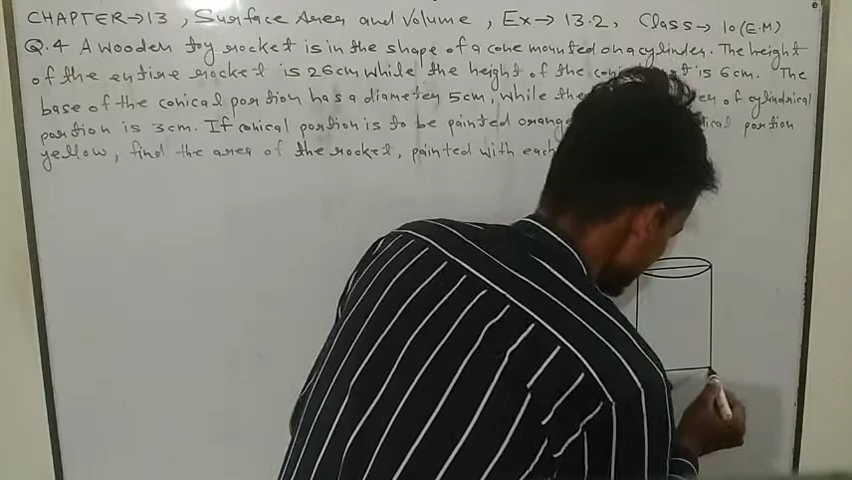 CHAPTER→13 , Surface Area and Volume , Ex→13.2, Class→10(E.M)
Q.4 A wooden toy rocket is in the shape of a cone mounted on a cylinder. The height
of the entire rocket is 26cm while the height of the is 6cm. The
base of the conical portion has a diameter 5cm, while the of cylindrical
portion is 3cm. If conical portion is to be painted portion
yellow, find the area of the rocket, painted with each